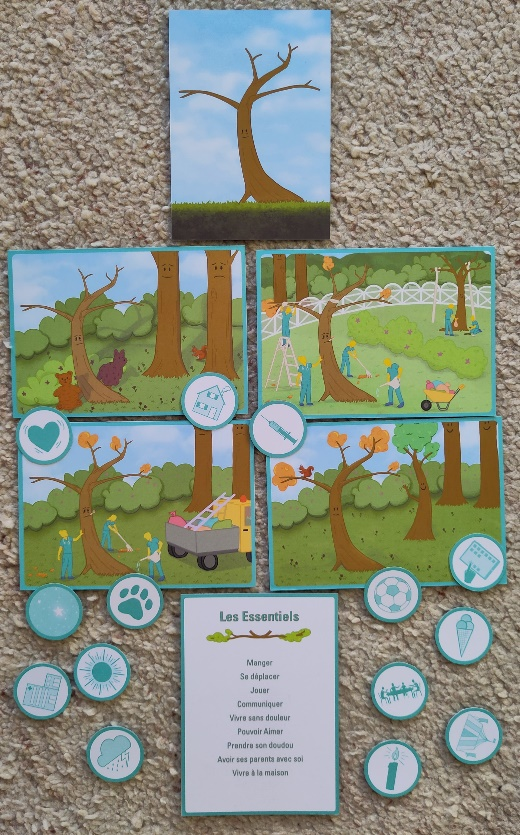 Les Essentiels
Manger
Se déplacer
Jouer
Communiquer
Vivre sans douleur
Pouvoir Aimer
Prendre son doudou
Avoir ses parents avec soi
Vivre à la maison